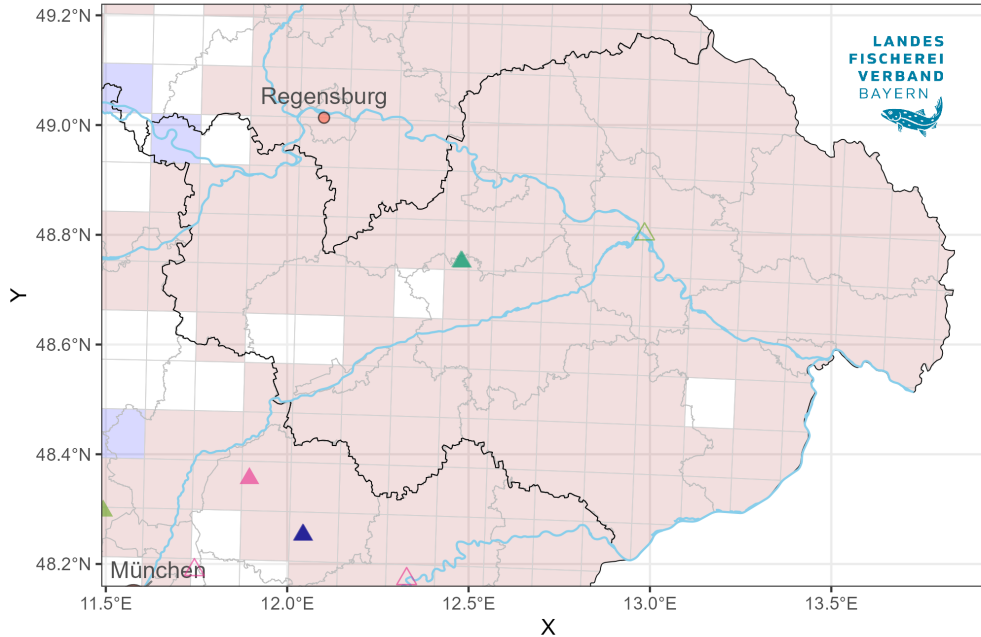 49.2°N
49.0°N
48.8°N
48.6°N
48.4°N
48.2°N
Y
LANDES
FISCHEREI
VERBAND
BAYERN
Regensburg
München
11.5°E 12.0°E 12.5°E 13.0°E 13.5°E
X